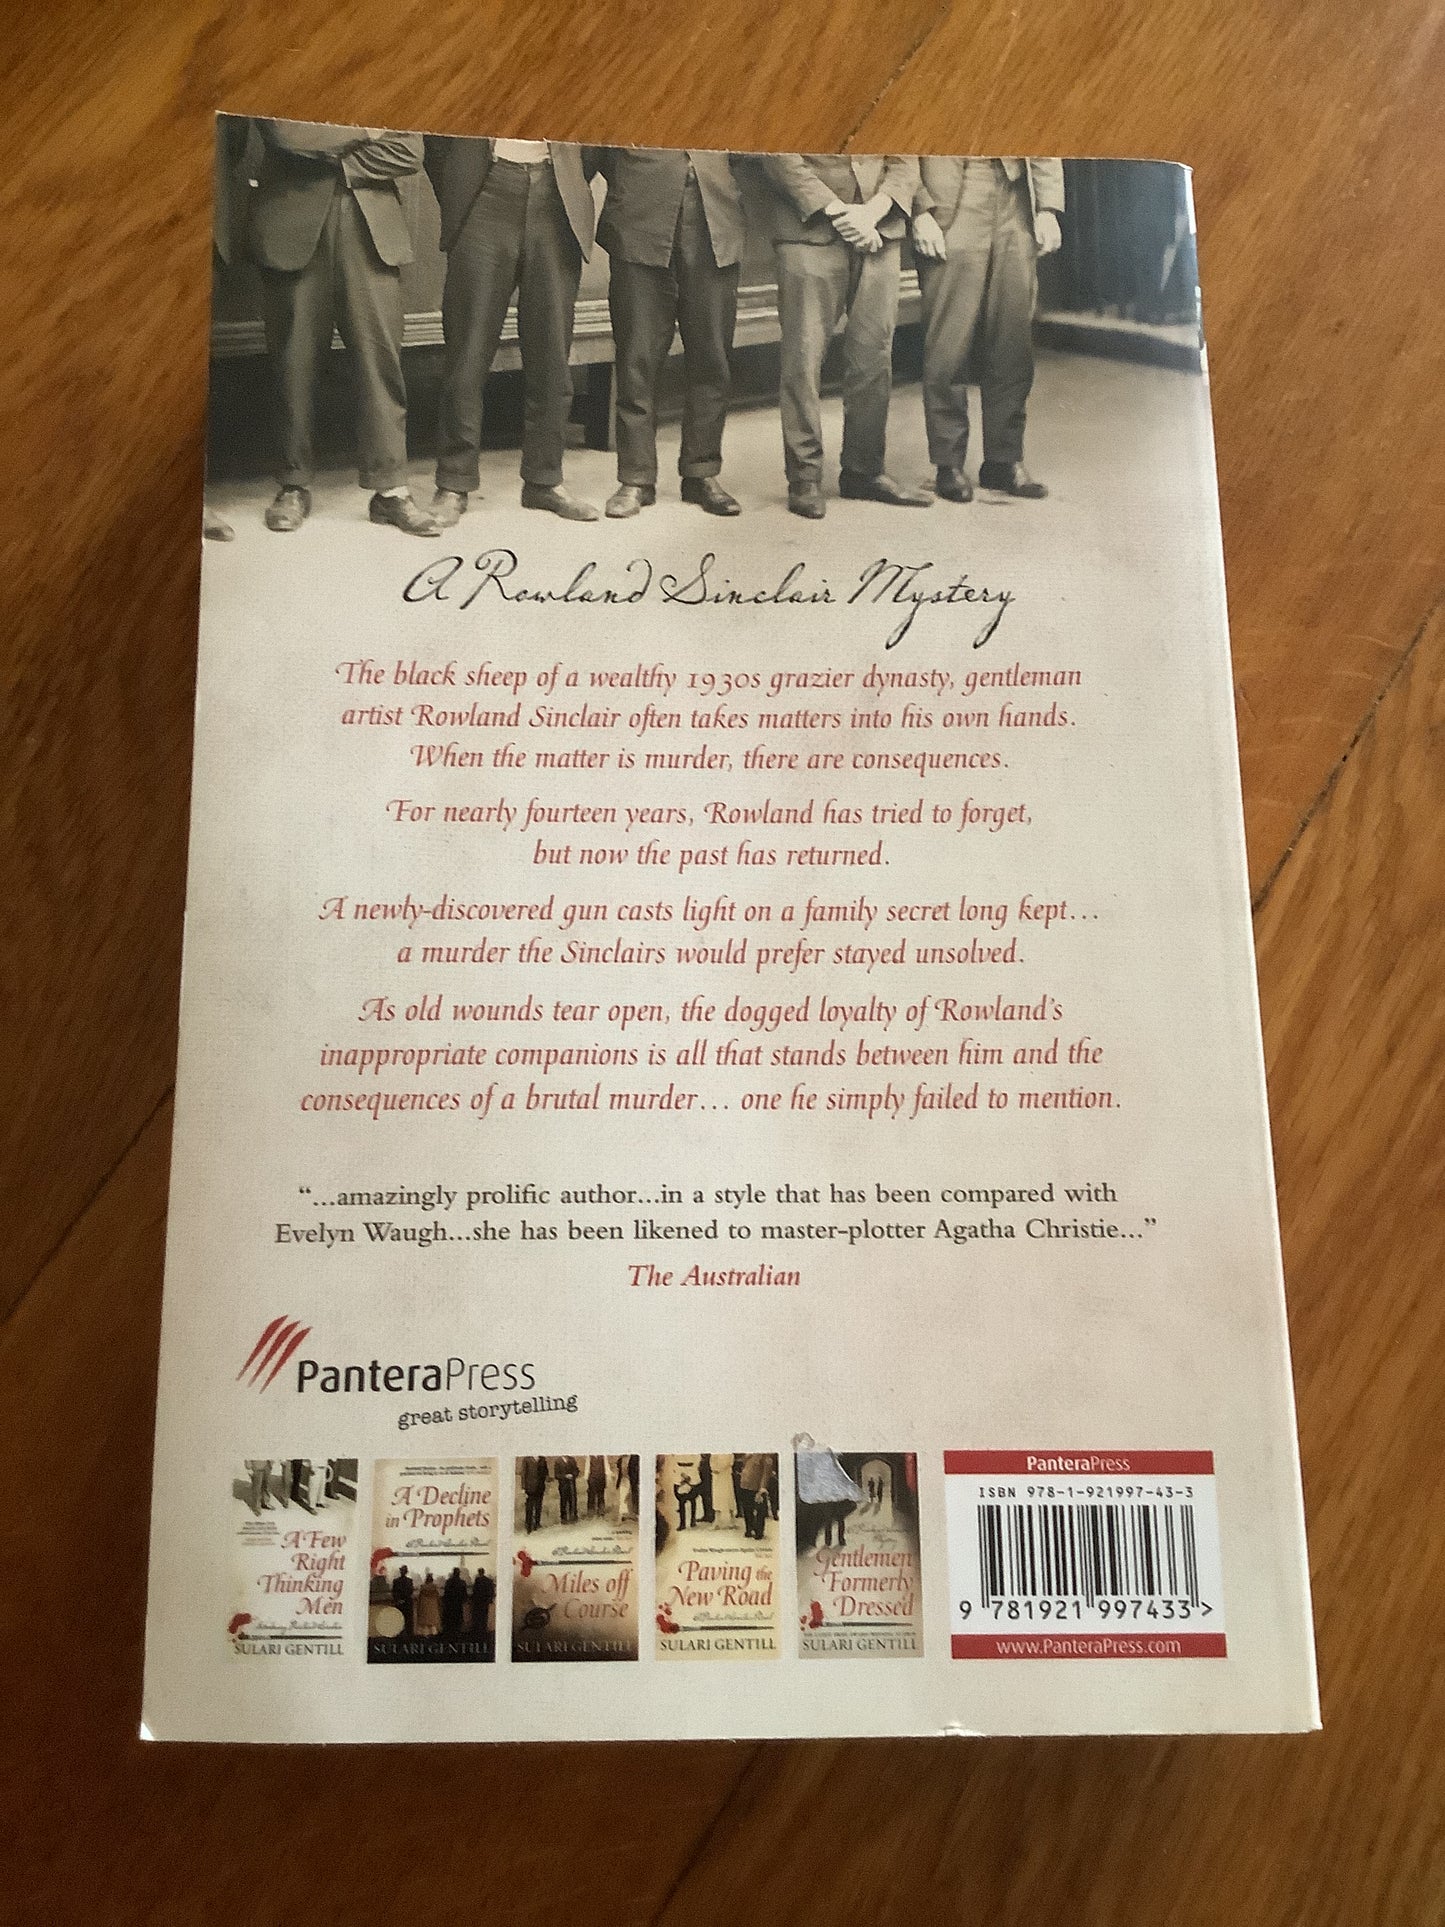 A Rowland Sinclair Mystery
The black sheep of a wealthy 1930s grazier dynasty, gentleman
artist Rowland Sinclair often takes matters into his own hands.
When the matter is murder, there are consequences.
For nearly fourteen years, Rowland has tried to forget,
but now the past has returned.
A newly-discovered gun casts light on a family secret long kept…
a murder the Sinclairs would prefer stayed unsolved.
As old wounds tear open, the dogged loyalty of Rowland's
inappropriate companions is all that stands between him and the
consequences of a brutal murder… one he simply failed to mention.
“...amazingly prolific author...in a style that has been compared with
Evelyn Waugh...she has been likened to master-plotter Agatha Christie...”
The Australian
PanteraPress
great storytelling
A Few
Right
Thinking
Men
SULARI GENTILL
A Decline
in Prophets
SULARI GENTILL
Miles off
Course
SULARI GENTILL
Paving the
New Road
SULARI GENTILL
Gentlemen
Formerly
Dressed
SULARI GENTILL
PanteraPress
ISBN 978-1-921997-43-3
9 781921 997433 >
www.PanteraPress.com